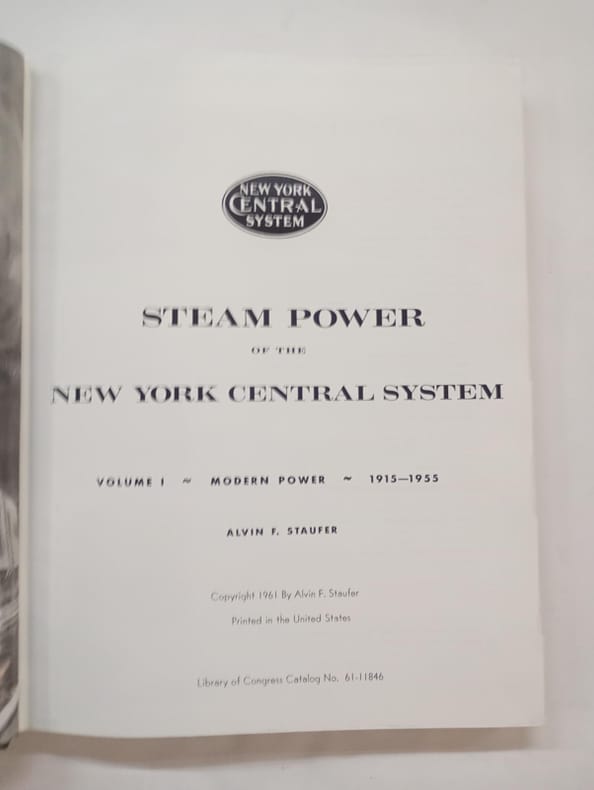 NEW YORK
CENTRAL
SYSTEM
STEAM POWER
OF THE
NEW YORK CENTRAL SYSTEM
VOLUME I ~ MODERN POWER ~ 1915—1955
ALVIN F. STAUFER
Copyright 1961 By Alvin F. Staufer
Printed in the United States
Library of Congress Catalog No. 61-11846